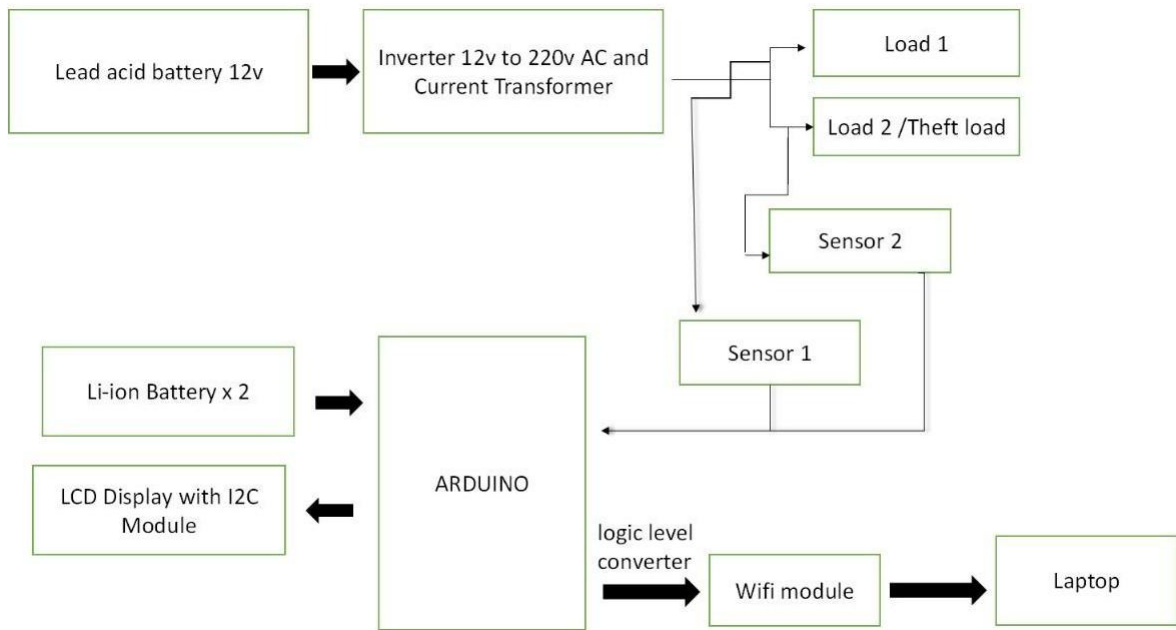 Lead acid battery 12v
Inverter 12v to 220v AC and
Current Transformer
Load 1
Load 2 /Theft load
Sensor 2
Sensor 1
Li-ion Battery x 2
LCD Display with I2C
Module
ARDUINO
logic level
converter
Wifi module
Laptop